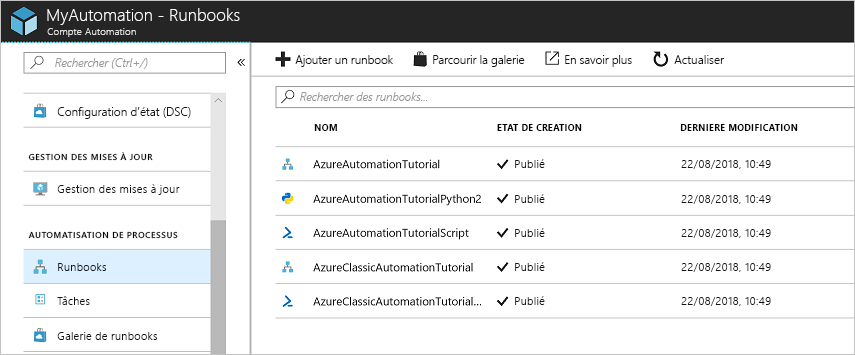 MyAutomation - Runbooks
Compte Automation
Rechercher (Ctrl+/)
«
Configuration d'état (DSC)
GESTION DES MISES À JOUR
Gestion des mises à jour
AUTOMATISATION DE PROCESSUS
Runbooks
Tâches
Galerie de runbooks
Ajouter un runbook Parcourir la galerie En savoir plus Actualiser
Rechercher des runbooks...
NOM ETAT DE CREATION DERNIERE MODIFICATION
AzureAutomationTutorial Publié 22/08/2018, 10:49
AzureAutomationTutorialPython2 Publié 22/08/2018, 10:49
AzureAutomationTutorialScript Publié 22/08/2018, 10:49
AzureClassicAutomationTutorial Publié 22/08/2018, 10:49
AzureClassicAutomationTutorial... Publié 22/08/2018, 10:49